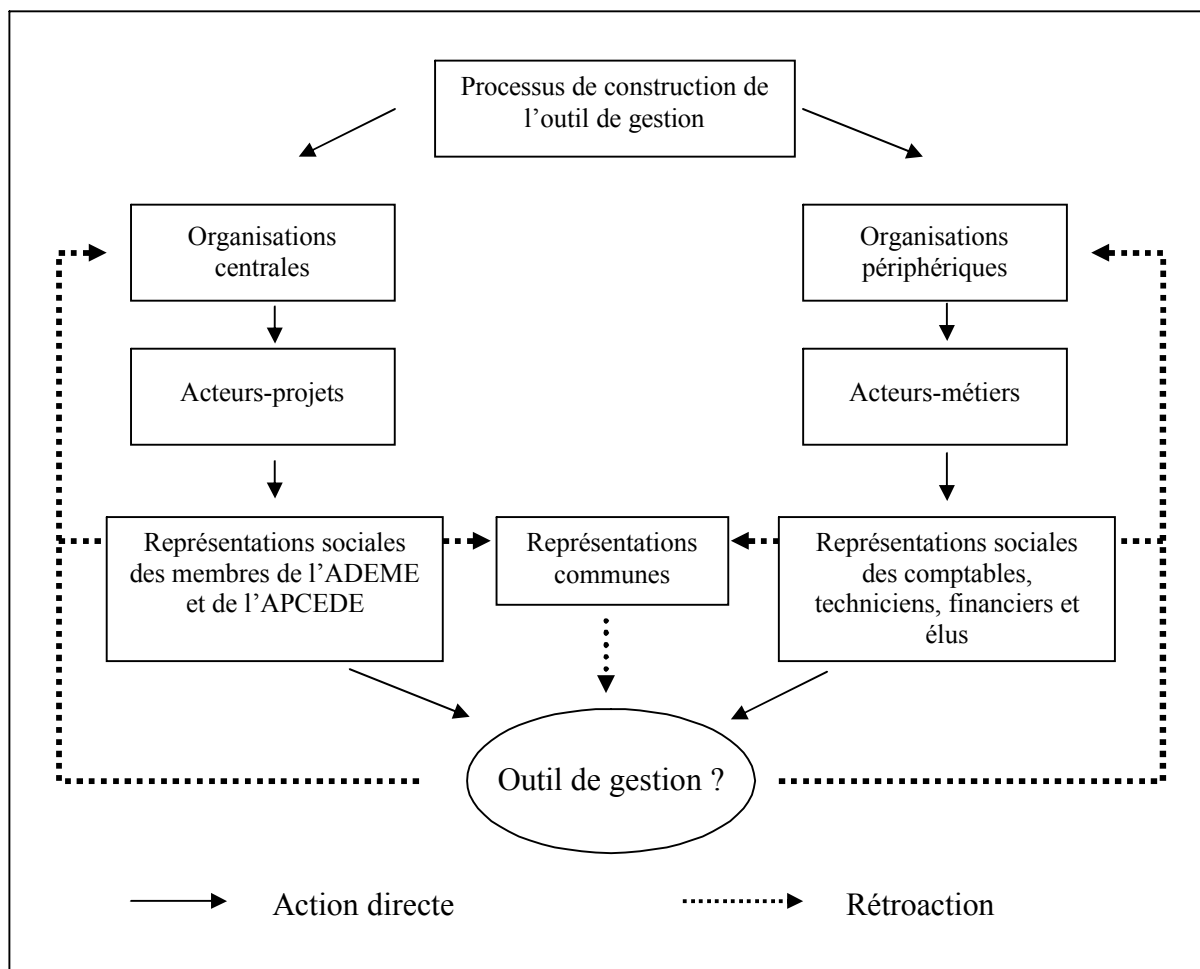 Processus de construction de
l’outil de gestion
Organisations
centrales
Organisations
périphériques
Acteurs-projets
Acteurs-métiers
Représentations sociales
des membres de l’ADEME
et de l’APCEDE
Représentations
communes
Représentations sociales
des comptables,
techniciens, financiers et
élus
Outil de gestion ?
Action directe
Rétroaction